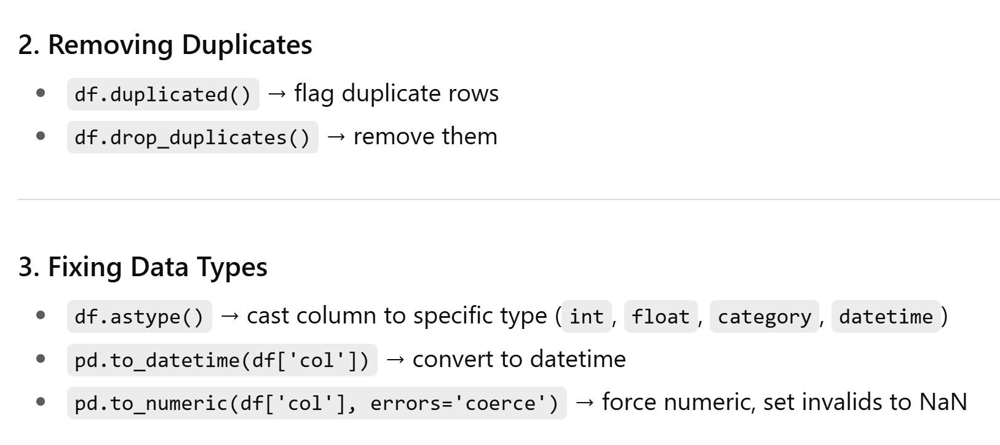 2. Removing Duplicates
• df.duplicated() → flag duplicate rows
• df.drop_duplicates() → remove them
3. Fixing Data Types
• df.astype() → cast column to specific type (int, float, category, datetime)
• pd.to_datetime(df['col']) → convert to datetime
• pd.to_numeric(df['col'], errors='coerce') → force numeric, set invalids to NaN